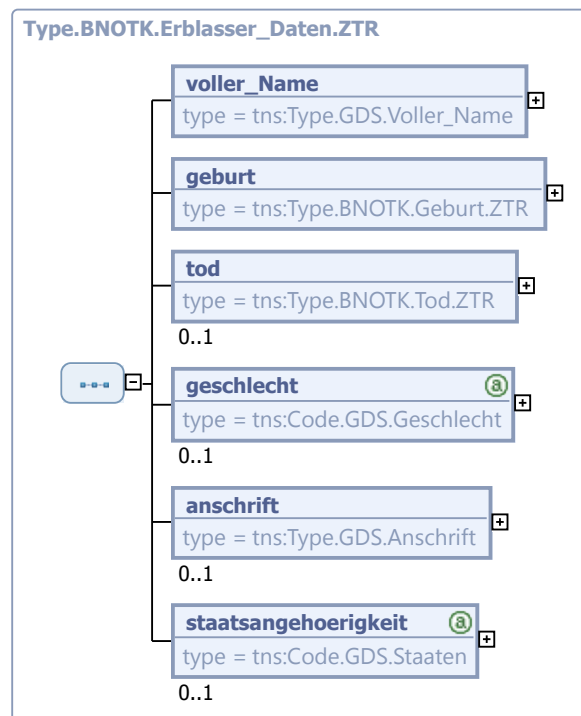 Type.BNOTK.Erblasser_Daten.ZTR
voller_Name
type = tns:Type.GDS.Voller_Name
geburt
type = tns:Type.BNOTK.Geburt.ZTR
tod
type = tns:Type.BNOTK.Tod.ZTR
0..1
geschlecht a
type = tns:Code.GDS.Geschlecht
0..1
anschrift
type = tns:Type.GDS.Anschrift
0..1
staatsangehoerigkeit a
type = tns:Code.GDS.Staaten
0..1